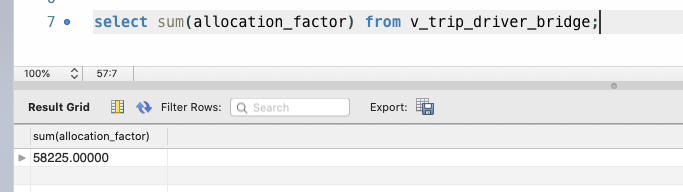 7 select sum(allocation_factor) from v_trip_driver_bridge;
100% 57:7
Result Grid Filter Rows: Search Export:
sum(allocation_factor)
58225.00000